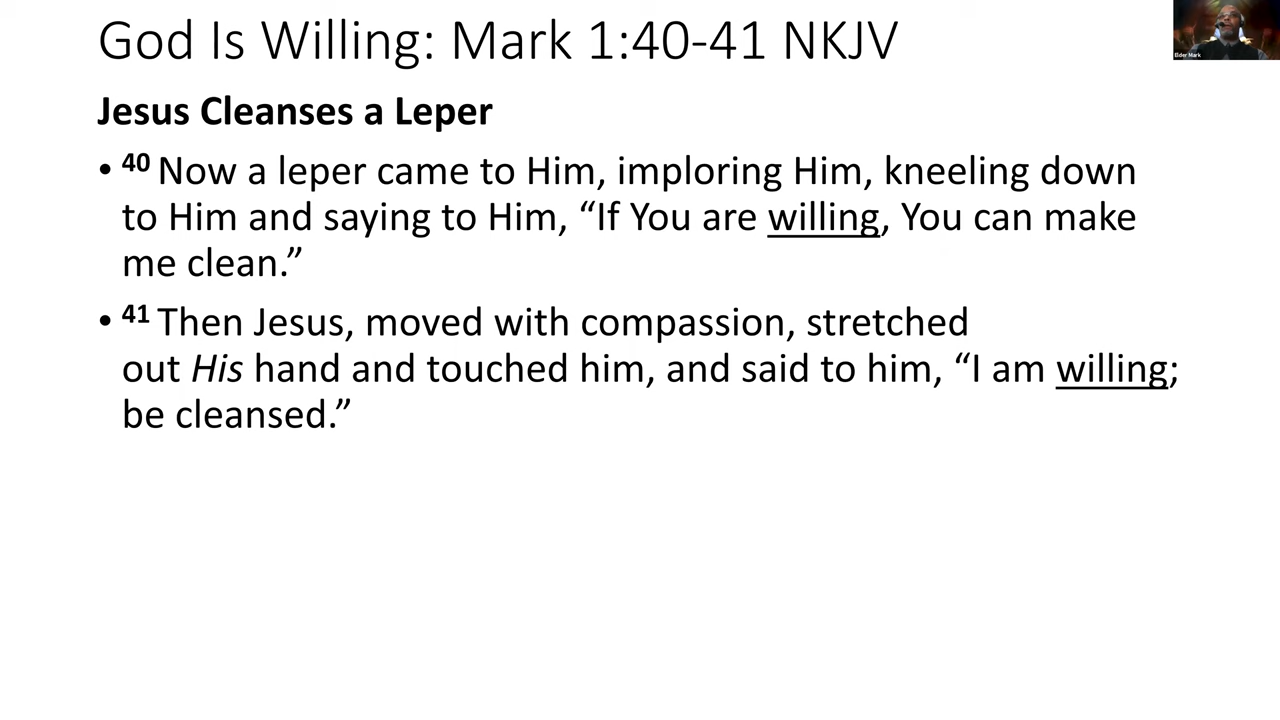 God Is Willing: Mark 1:40-41 NKJV
Elder Mark
Jesus Cleanses a Leper
• 40 Now a leper came to Him, imploring Him, kneeling down
to Him and saying to Him, “If You are willing, You can make
me clean.”
• 41 Then Jesus, moved with compassion, stretched
out His hand and touched him, and said to him, “I am willing;
be cleansed.”